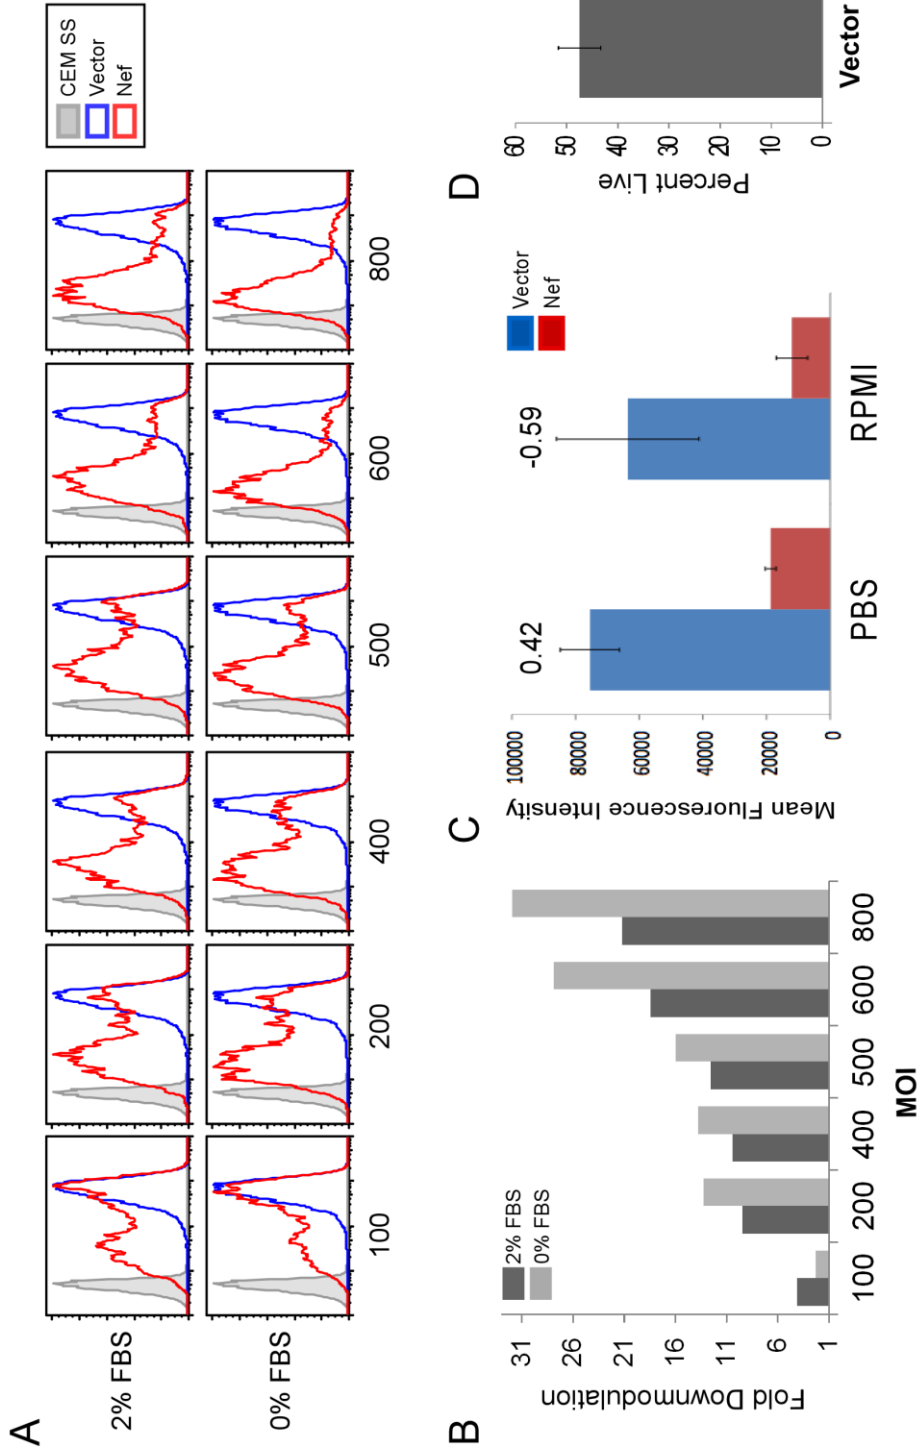 A
CEM SS
Vector
Nef
2% FBS
0% FBS
100 200 400 500 600 800
B
2% FBS
0% FBS
Fold Downmodulation
31
26
21
16
11
6
1
100 200 400 500 600 800
MOI
C
Vector
Nef
Mean Fluorescence Intensity
100000
80000
60000
40000
20000
0
0.42
-0.59
PBS RPMI
D
Percent Live
60
50
40
30
20
10
0
Vector